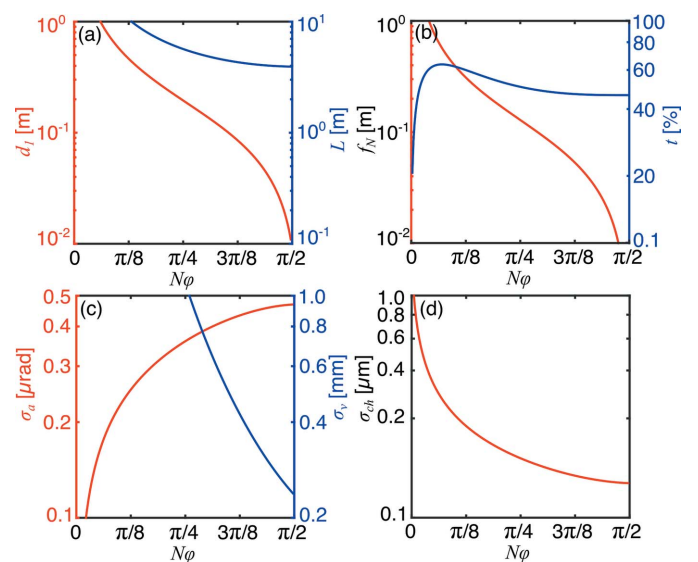 (a)
10⁰
10⁻¹
10⁻²
d₁ [m]
10¹
10⁰
10⁻¹
L [m]
0 π/8 π/4 3π/8 π/2
Nφ
(b)
10⁰
10⁻¹
10⁻²
f_N [m]
100
80
60
40
20
0.1
t [%]
0 π/8 π/4 3π/8 π/2
Nφ
(c)
0.5
0.4
0.3
0.2
0.1
σ_a [µrad]
1.0
0.8
0.6
0.4
0.2
σ_v [mm]
0 π/8 π/4 3π/8 π/2
Nφ
(d)
1.0
0.8
0.4
0.2
0.1
σ_ch [µm]
0 π/8 π/4 3π/8 π/2
Nφ